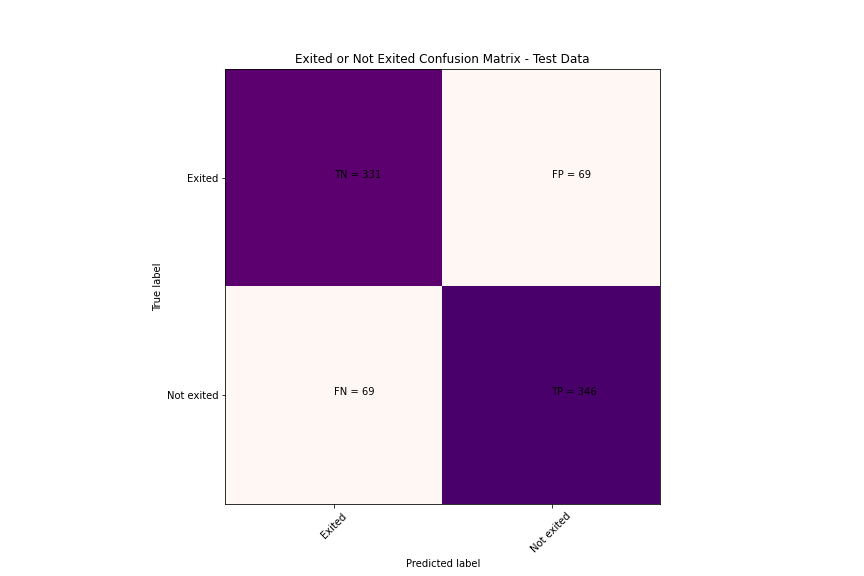 Exited or Not Exited Confusion Matrix - Test Data
TN = 331
FP = 69
Exited
True label
FN = 69
TP = 346
Not exited
Exited
Not exited
Predicted label